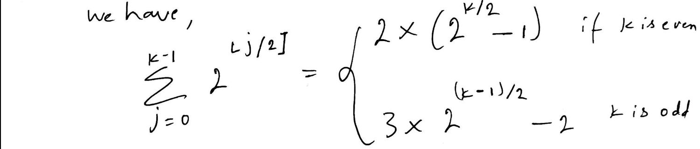 we have,
k-1 ∑ j=0 2^⌊j/2⌋ = { 2 × (2^{k/2} - 1) if k is even
3 × 2^{(k-1)/2} - 2 k is odd